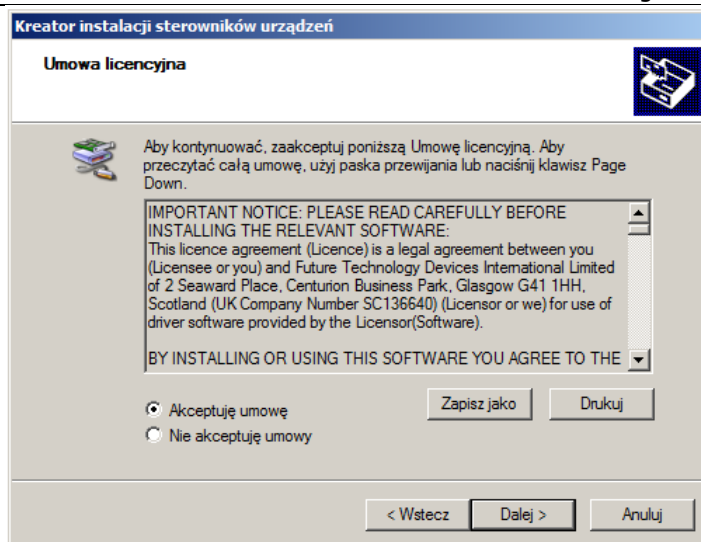 Kreator instalacji sterowników urządzeń
Umowa licencyjna
Aby kontynuować, zaakceptuj poniższą Umowę licencyjną. Aby
przeczytać całą umowę, użyj paska przewijania lub naciśnij klawisz Page
Down.
IMPORTANT NOTICE: PLEASE READ CAREFULLY BEFORE
INSTALLING THE RELEVANT SOFTWARE:
This licence agreement (Licence) is a legal agreement between you
(Licensee or you) and Future Technology Devices International Limited
of 2 Seaward Place, Centurion Business Park, Glasgow G41 1HH,
Scotland (UK Company Number SC136640) (Licensor or we) for use of
driver software provided by the Licensor(Software).
BY INSTALLING OR USING THIS SOFTWARE YOU AGREE TO THE
Akceptuję umowę
Zapisz jako
Drukuj
Nie akceptuję umowy
< Wstecz
Dalej >
Anuluj